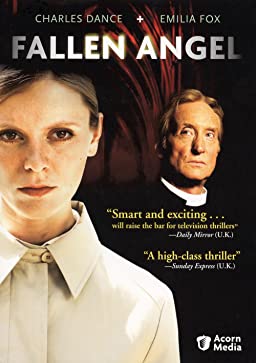 CHARLES DANCE + EMILIA FOX
FALLEN ANGEL
“Smart and exciting . . .
will raise the bar for television thrillers”
—Daily Mirror (U.K.)
“A high-class thriller”
—Sunday Express (U.K.)
Acorn
Media